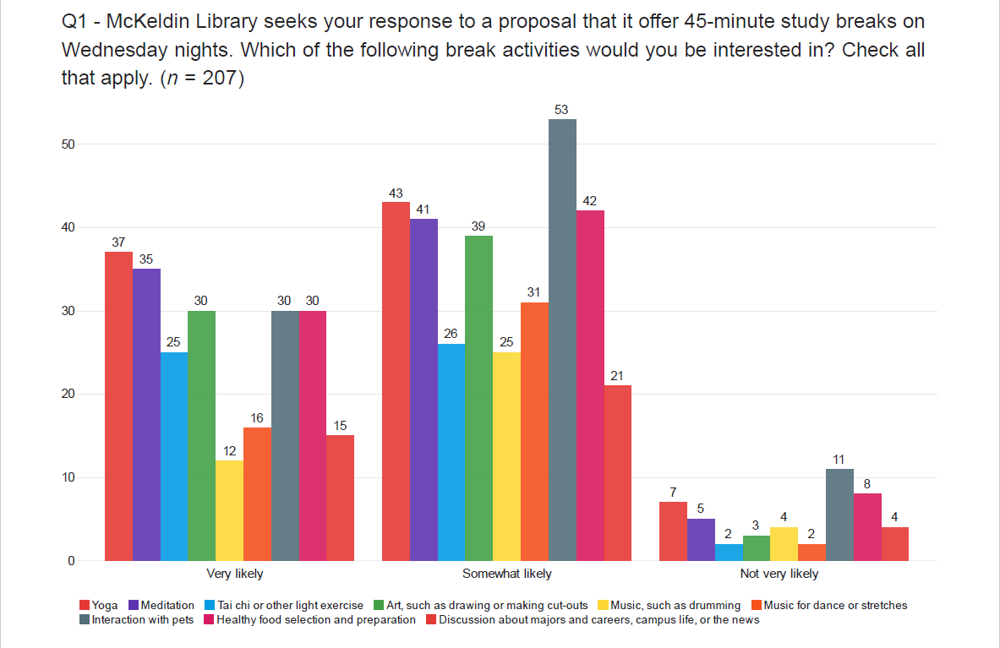 Q1 - McKeldin Library seeks your response to a proposal that it offer 45-minute study breaks on
Wednesday nights. Which of the following break activities would you be interested in? Check all
that apply. (n = 207)
53
50
43
42
41
40
39
37
35
31
30
30
30
30
26
25
25
21
20
16
15
12
11
10
8
7
5
4
4
3
2
2
0
Very likely
Somewhat likely
Not very likely
Yoga
Meditation
Tai chi or other light exercise
Art, such as drawing or making cut-outs
Music, such as drumming
Music for dance or stretches
Interaction with pets
Healthy food selection and preparation
Discussion about majors and careers, campus life, or the news